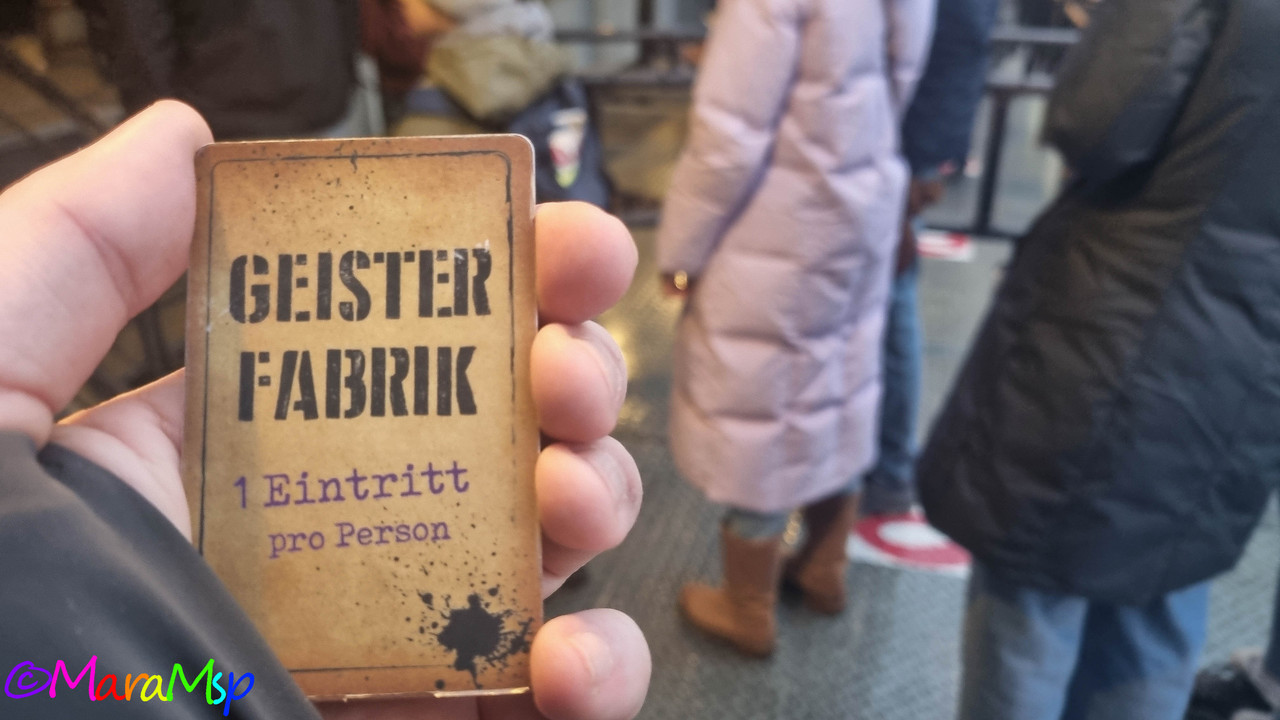 GEISTER
FABRIK
1 Eintritt
pro Person
©MaraMsp